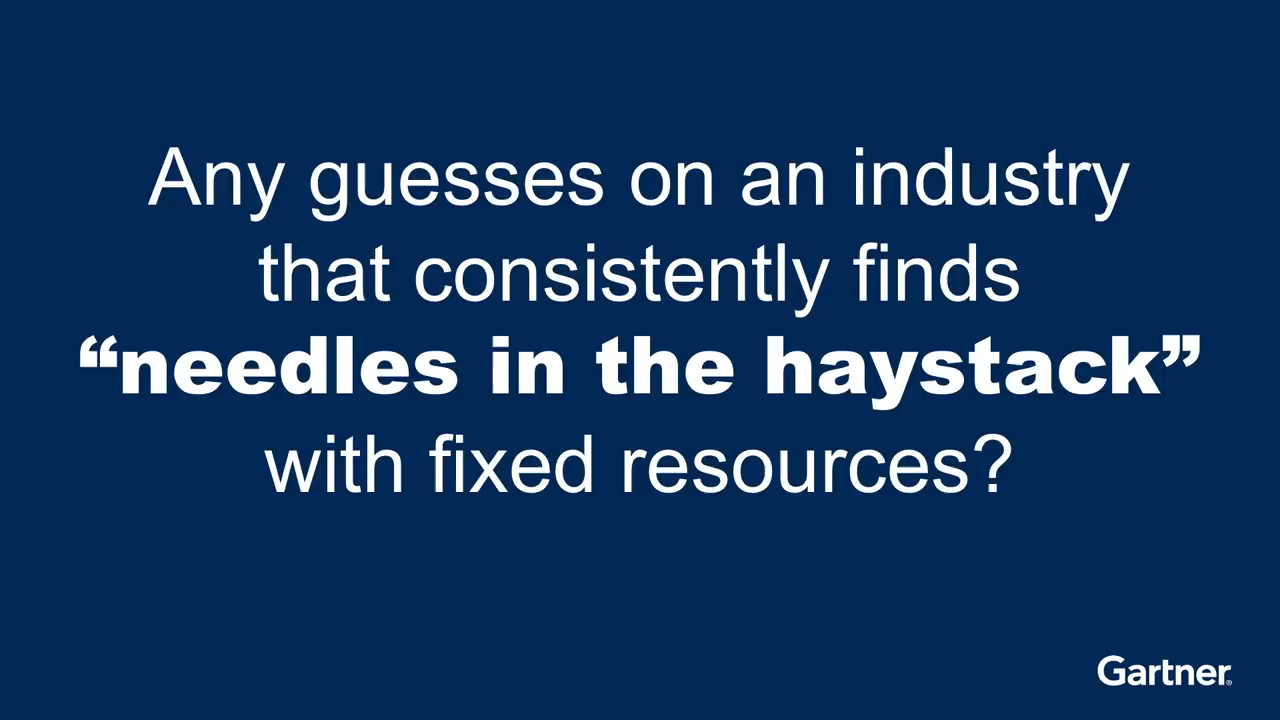 Any guesses on an industry
that consistently finds
“needles in the haystack”
with fixed resources?
Gartner®